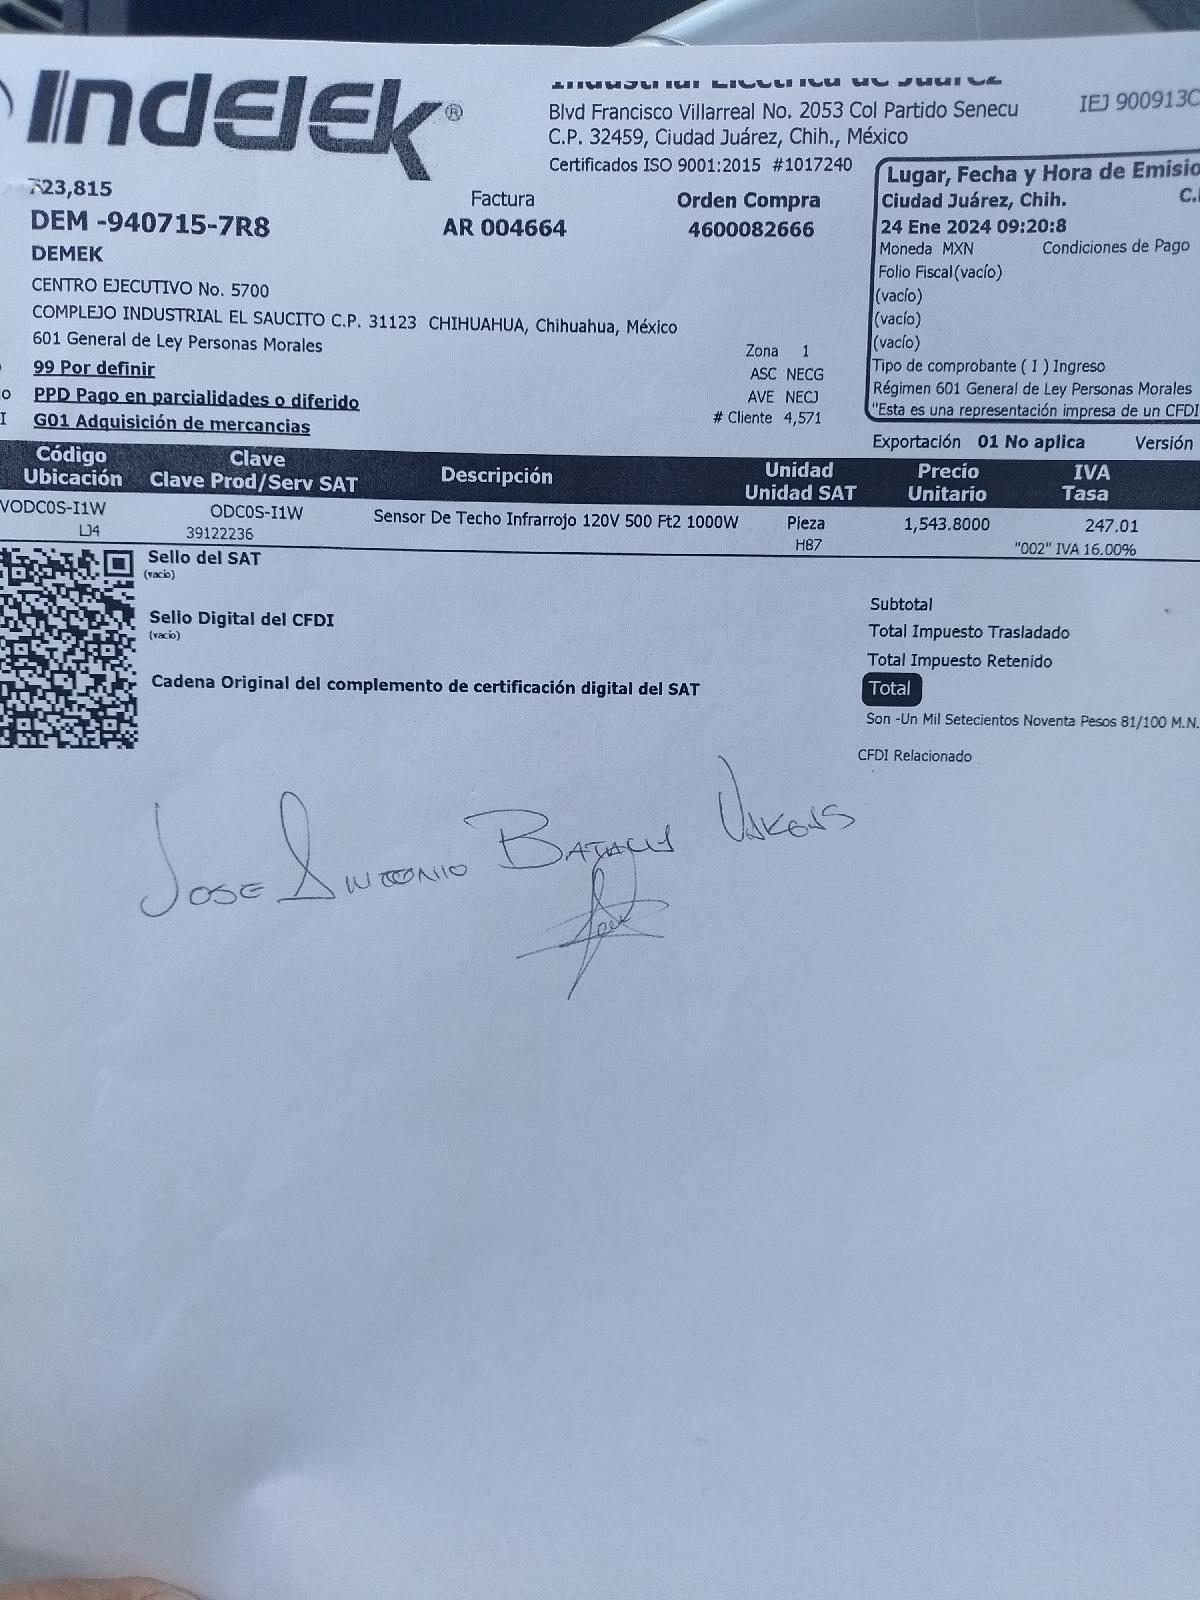 Indelek®
Industrial Eléctrica de Juárez
Blvd Francisco Villarreal No. 2053 Col Partido Senecu
IEJ 900913C
C.P. 32459, Ciudad Juárez, Chih., México
Certificados ISO 9001:2015 #1017240
Lugar, Fecha y Hora de Emisio
Ciudad Juárez, Chih.
24 Ene 2024 09:20:8
Moneda MXN Condiciones de Pago
Folio Fiscal(vacío)
(vacío)
(vacío)
(vacío)
Tipo de comprobante ( I ) Ingreso
Régimen 601 General de Ley Personas Morales
"Esta es una representación impresa de un CFDI
723,815
DEM -940715-7R8
DEMEK
Factura
AR 004664
Orden Compra
4600082666
CENTRO EJECUTIVO No. 5700
COMPLEJO INDUSTRIAL EL SAUCITO C.P. 31123 CHIHUAHUA, Chihuahua, México
601 General de Ley Personas Morales
99 Por definir
PPD Pago en parcialidades o diferido
G01 Adquisición de mercancias
Zona 1
ASC NECG
AVE NECJ
# Cliente 4,571
Exportación 01 No aplica Versión
Código Clave Descripción Unidad Precio IVA
Ubicación Clave Prod/Serv SAT Unidad SAT Unitario Tasa
VODC0S-I1W ODC0S-I1W Sensor De Techo Infrarrojo 120V 500 Ft2 1000W Pieza 1,543.8000 247.01
LJ4 39122236 H87 "002" IVA 16.00%
Sello del SAT
(vacio)
Sello Digital del CFDI
(vacio)
Cadena Original del complemento de certificación digital del SAT
Subtotal
Total Impuesto Trasladado
Total Impuesto Retenido
Total
Son -Un Mil Setecientos Noventa Pesos 81/100 M.N.
CFDI Relacionado
Jose Antonio